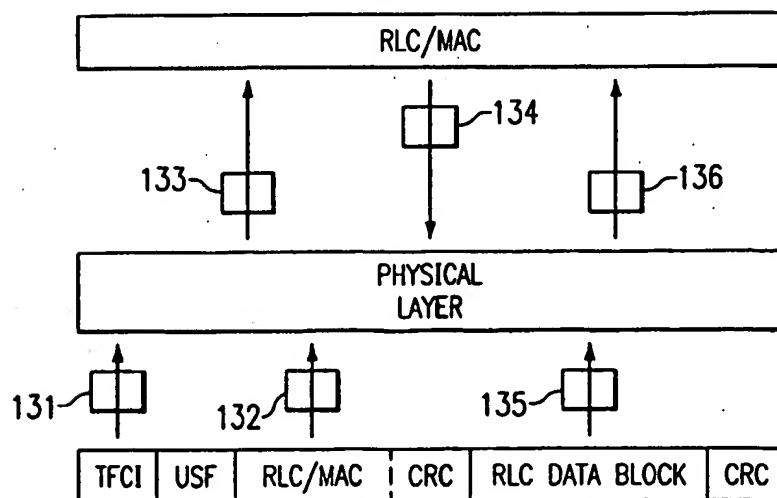 RLC/MAC
134
133
136
PHYSICAL
LAYER
131
132
135
TFCI USF RLC/MAC CRC RLC DATA BLOCK CRC